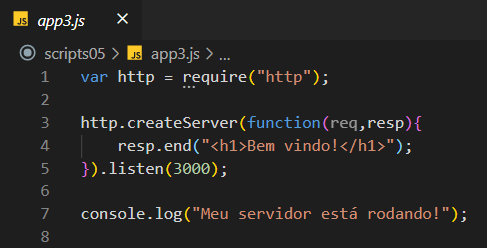 JS app3.js ×
scripts05 > JS app3.js > ...
1 var http = require("http");
2
3 http.createServer(function(req,resp){
4     resp.end("<h1>Bem vindo!</h1>");
5 }).listen(3000);
6
7 console.log("Meu servidor está rodando!");
8